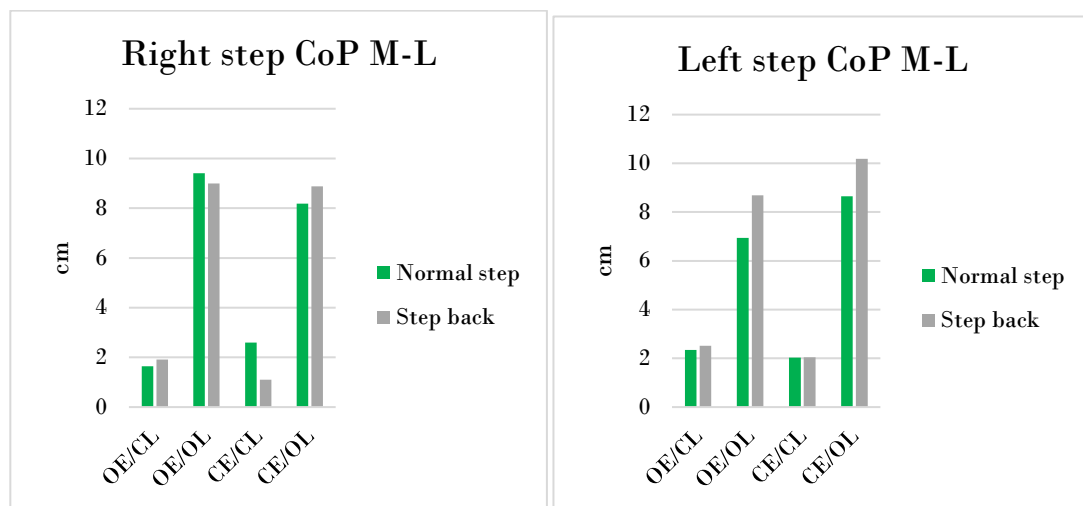 Right step CoP M-L
12
10
8
6
4
2
0
cm
OE/CL
OE/OL
CE/CL
CE/OL
Normal step
Step back
Left step CoP M-L
12
10
8
6
4
2
0
cm
OE/CL
OE/OL
CE/CL
CE/OL
Normal step
Step back